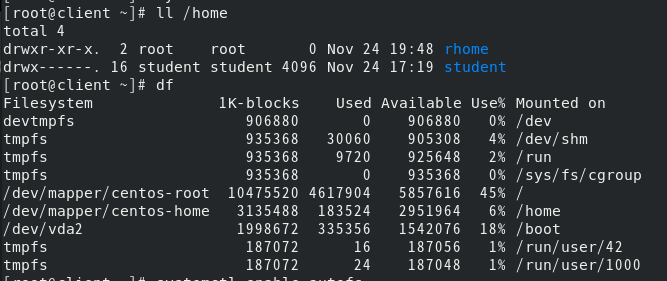 [root@client ~]# ll /home
total 4
drwxr-xr-x.  2 root    root       0 Nov 24 19:48 rhome
drwx------. 16 student student 4096 Nov 24 17:19 student
[root@client ~]# df
Filesystem              1K-blocks    Used Available Use% Mounted on
devtmpfs                   906880       0    906880   0% /dev
tmpfs                      935368   30060    905308   4% /dev/shm
tmpfs                      935368    9720    925648   2% /run
tmpfs                      935368       0    935368   0% /sys/fs/cgroup
/dev/mapper/centos-root  10475520 4617904   5857616  45% /
/dev/mapper/centos-home   3135488  183524   2951964   6% /home
/dev/vda2                 1998672  335356   1542076  18% /boot
tmpfs                      187072      16    187056   1% /run/user/42
tmpfs                      187072      24    187048   1% /run/user/1000
[root@client ~]# systemctl enable autofs